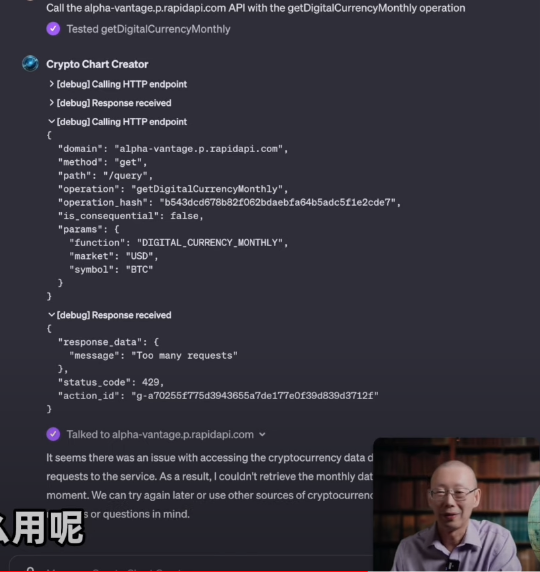 Call the alpha-vantage.p.rapidapi.com API with the getDigitalCurrencyMonthly operation
Tested getDigitalCurrencyMonthly
Crypto Chart Creator
[debug] Calling HTTP endpoint
[debug] Response received
[debug] Calling HTTP endpoint
{
"domain": "alpha-vantage.p.rapidapi.com",
"method": "get",
"path": "/query",
"operation": "getDigitalCurrencyMonthly",
"operation_hash": "b543dcd678b82f062bdaebfa64b5adc5f1e2cde7",
"is_consequential": false,
"params": {
"function": "DIGITAL_CURRENCY_MONTHLY",
"market": "USD",
"symbol": "BTC"
}
}
[debug] Response received
{
"response_data": {
"message": "Too many requests"
},
"status_code": 429,
"action_id": "g-a70255f775d3943655a7de177e0f39d839d3712f"
}
Talked to alpha-vantage.p.rapidapi.com
It seems there was an issue with accessing the cryptocurrency data d
requests to the service. As a result, I couldn't retrieve the monthly dat
moment. We can try again later or use other sources of cryptocurrenc
s or questions in mind.
用呢